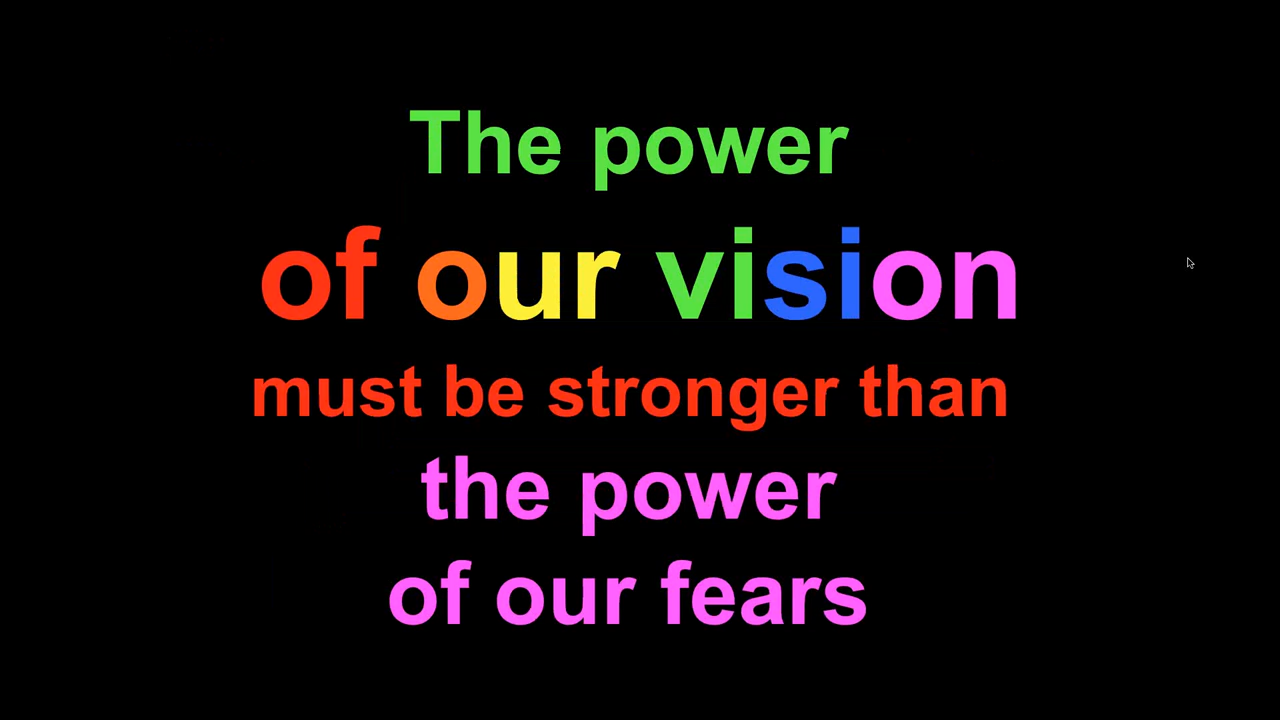 The power
of our vision
must be stronger than
the power
of our fears